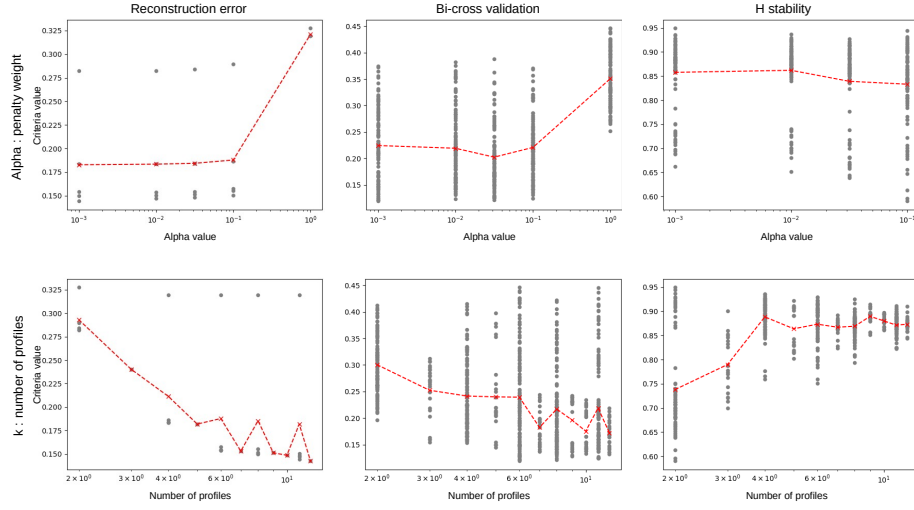 Reconstruction error
Bi-cross validation
H stability
Alpha : penalty weight
Criteria value
0.325
0.300
0.275
0.250
0.225
0.200
0.175
0.150
10⁻³
10⁻²
10⁻¹
10⁰
Alpha value
0.45
0.40
0.35
0.30
0.25
0.20
0.15
10⁻³
10⁻²
10⁻¹
10⁰
Alpha value
0.95
0.90
0.85
0.80
0.75
0.70
0.65
0.60
10⁻³
10⁻²
10⁻¹
Alpha value
k : number of profiles
Criteria value
0.325
0.300
0.275
0.250
0.225
0.200
0.175
0.150
2 × 10⁰
3 × 10⁰
4 × 10⁰
6 × 10⁰
10¹
Number of profiles
0.45
0.40
0.35
0.30
0.25
0.20
0.15
2 × 10⁰
3 × 10⁰
4 × 10⁰
6 × 10⁰
10¹
Number of profiles
0.95
0.90
0.85
0.80
0.75
0.70
0.65
0.60
2 × 10⁰
3 × 10⁰
4 × 10⁰
6 × 10⁰
10¹
Number of profiles